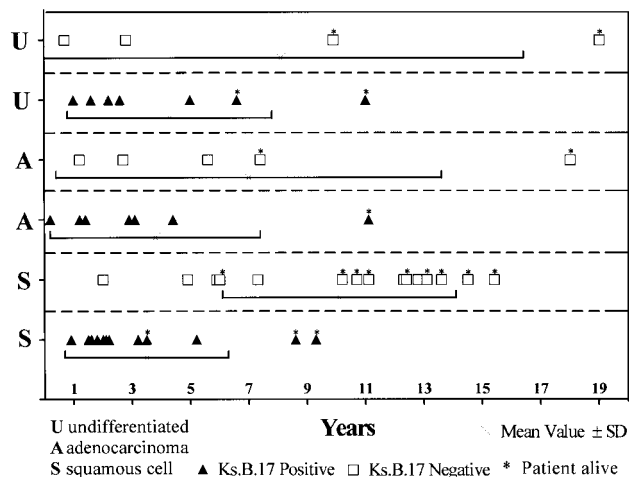 U
U
A
A
S
S
1 3 5 7 9 11 13 15 17 19
U undifferentiated
Years
Mean Value ± SD
A adenocarcinoma
S squamous cell ▲ Ks.B.17 Positive □ Ks.B.17 Negative * Patient alive